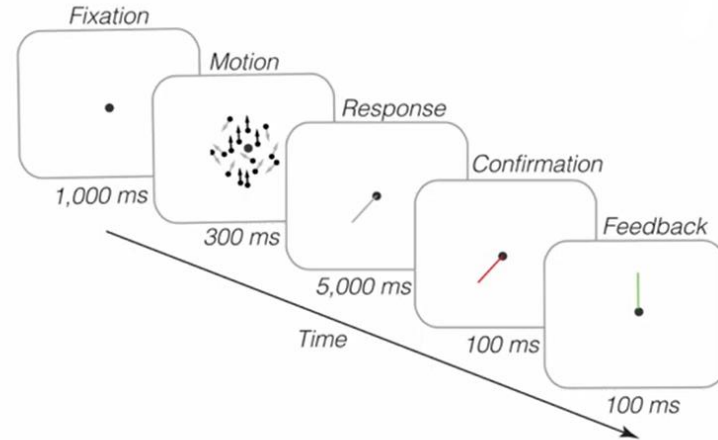 Fixation
1,000 ms
Motion
300 ms
Response
5,000 ms
Confirmation
100 ms
Feedback
100 ms
Time